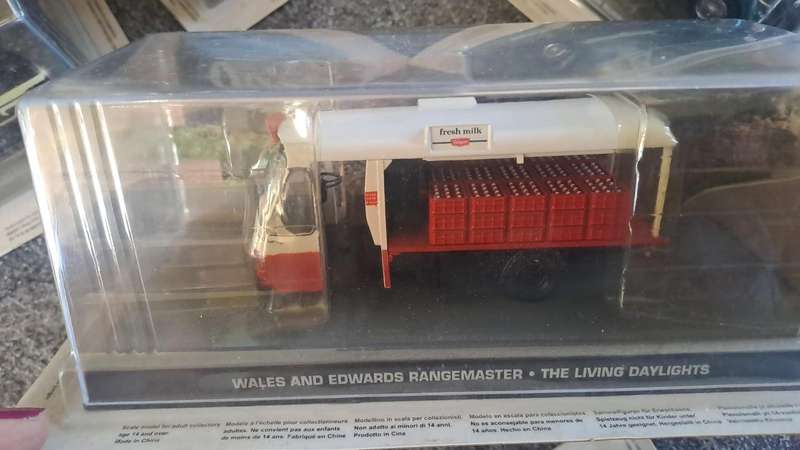 fresh milk
WALES AND EDWARDS RANGEMASTER • THE LIVING DAYLIGHTS
Scale model for adult collectors
age 14 and over.
Made in China
Modèle à l'échelle pour collectionneurs
adultes. Ne convient pas aux enfants
de moins de 14 ans. Fabriqué en Chine
Modellino in scala per collezionisti.
Non adatto ai minori di 14 anni.
Prodotto in Cina
Modelo en escala para coleccionistas
No es aconsejable para menores de
14 años. Hecho en China
Sammelfiguren für Erwachsene
Spielzeug nicht für Kinder unter
14 Jahre geeignet. Hergestellt in China